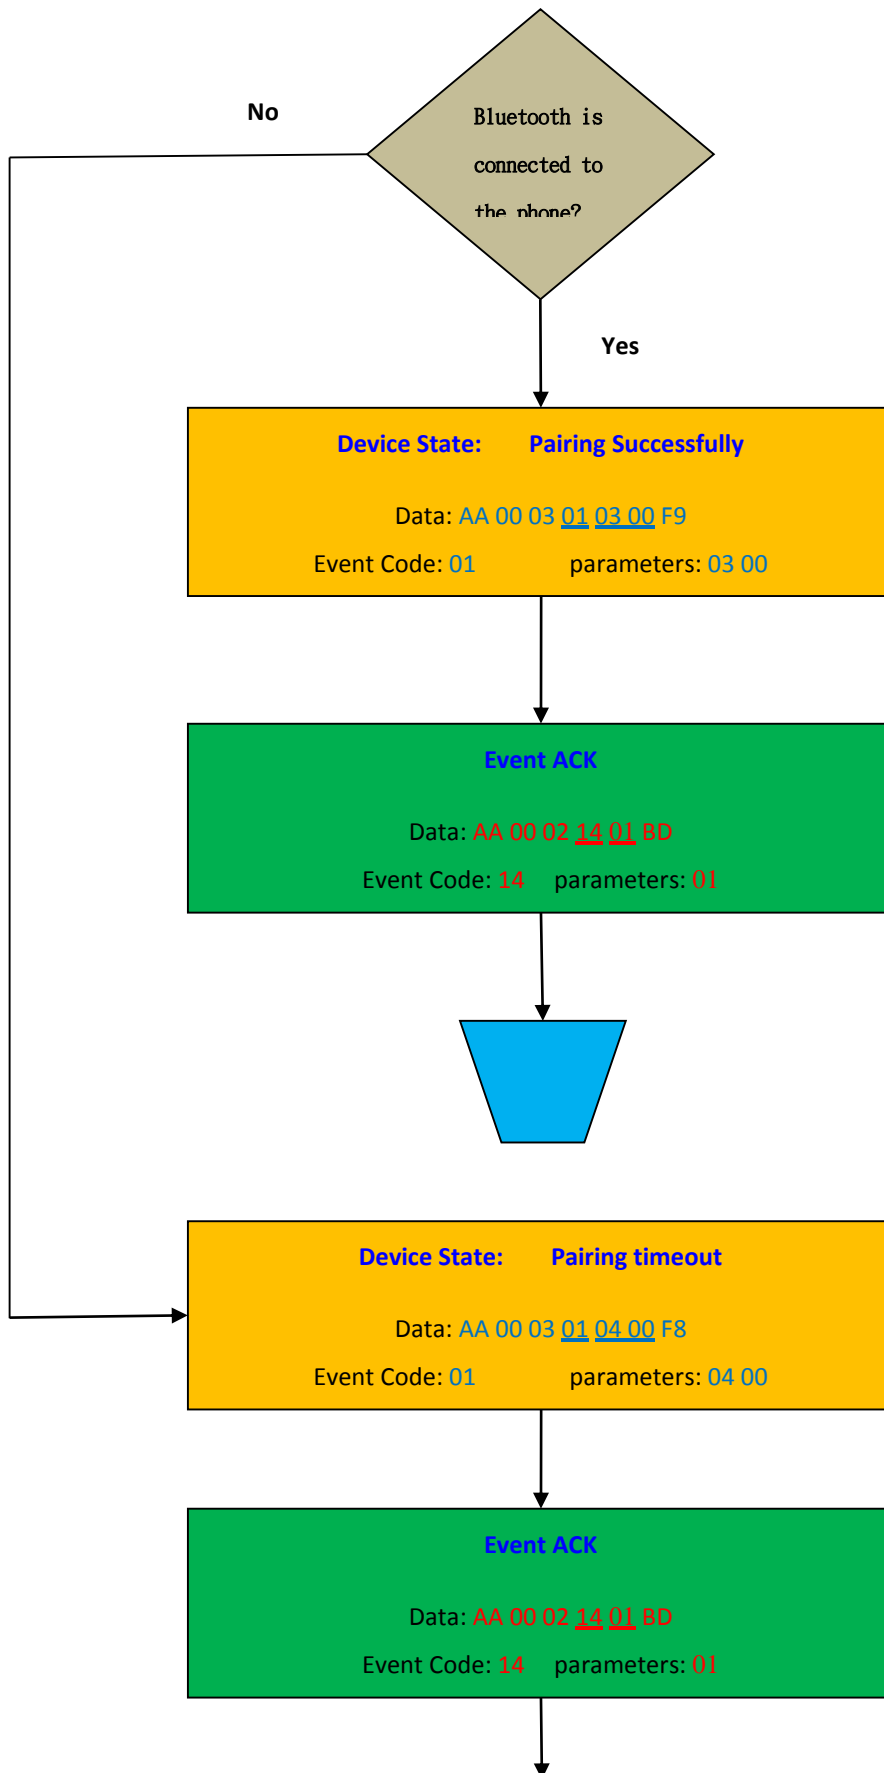 No
Bluetooth is
connected to
the phone?
Yes
Device State: Pairing Successfully
Data: AA 00 03 01 03 00 F9
Event Code: 01 parameters: 03 00
Event ACK
Data: AA 00 02 14 01 BD
Event Code: 14 parameters: 01
Device State: Pairing timeout
Data: AA 00 03 01 04 00 F8
Event Code: 01 parameters: 04 00
Event ACK
Data: AA 00 02 14 01 BD
Event Code: 14 parameters: 01